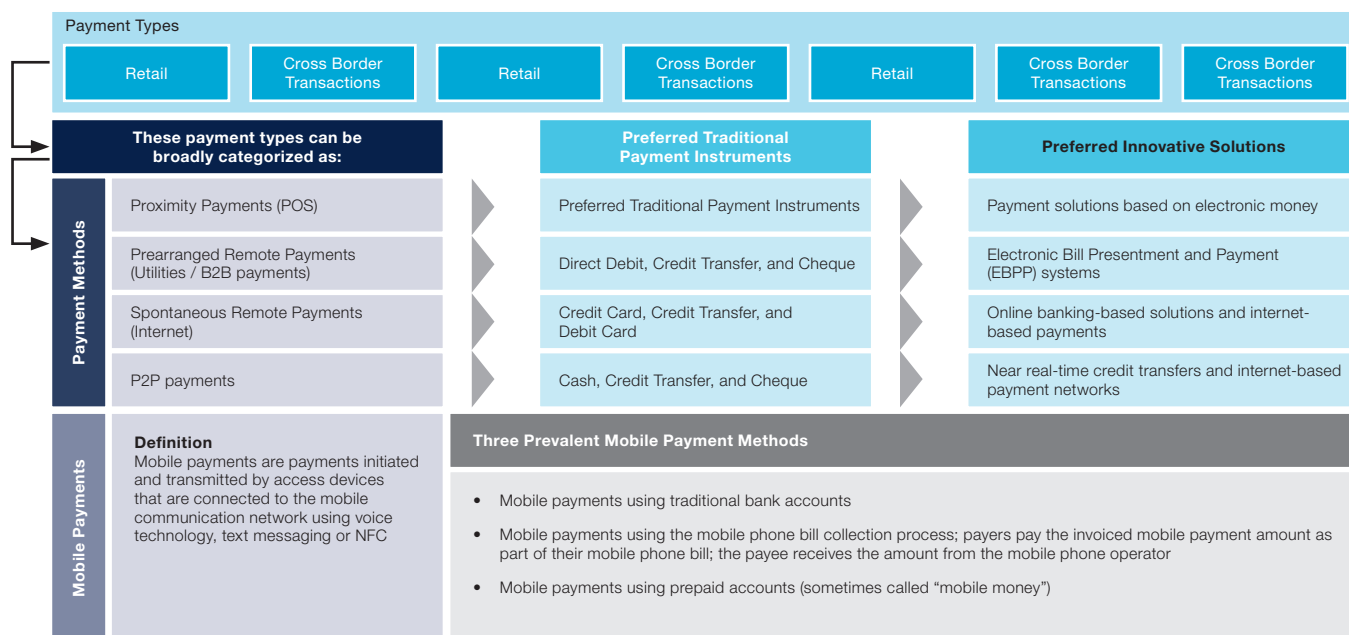 Payment Types
Retail
Cross Border
Transactions
Retail
Cross Border
Transactions
Retail
Cross Border
Transactions
Cross Border
Transactions
These payment types can be
broadly categorized as:
Preferred Traditional
Payment Instruments
Preferred Innovative Solutions
Payment Methods
Proximity Payments (POS)
Preferred Traditional Payment Instruments
Payment solutions based on electronic money
Prearranged Remote Payments
(Utilities / B2B payments)
Direct Debit, Credit Transfer, and Cheque
Electronic Bill Presentment and Payment
(EBPP) systems
Spontaneous Remote Payments
(Internet)
Credit Card, Credit Transfer, and
Debit Card
Online banking-based solutions and internet-
based payments
P2P payments
Cash, Credit Transfer, and Cheque
Near real-time credit transfers and internet-based
payment networks
Mobile Payments
Definition
Mobile payments are payments initiated
and transmitted by access devices
that are connected to the mobile
communication network using voice
technology, text messaging or NFC
Three Prevalent Mobile Payment Methods
• Mobile payments using traditional bank accounts
• Mobile payments using the mobile phone bill collection process; payers pay the invoiced mobile payment amount as
part of their mobile phone bill; the payee receives the amount from the mobile phone operator
• Mobile payments using prepaid accounts (sometimes called “mobile money”)